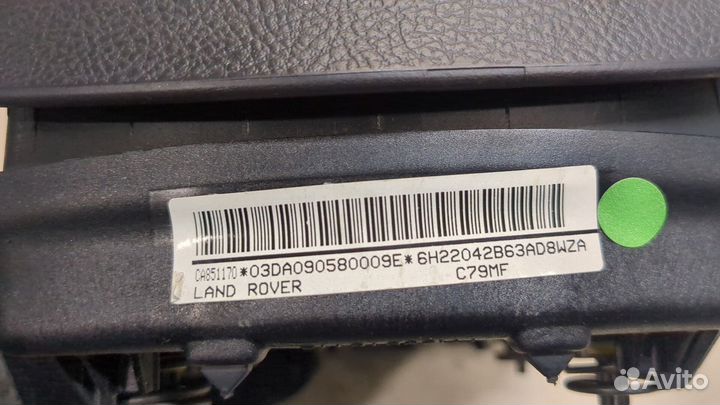 CA851170*03DA090580009E*6H22042B63AD8WZA
LAND ROVER C79MF
Avito